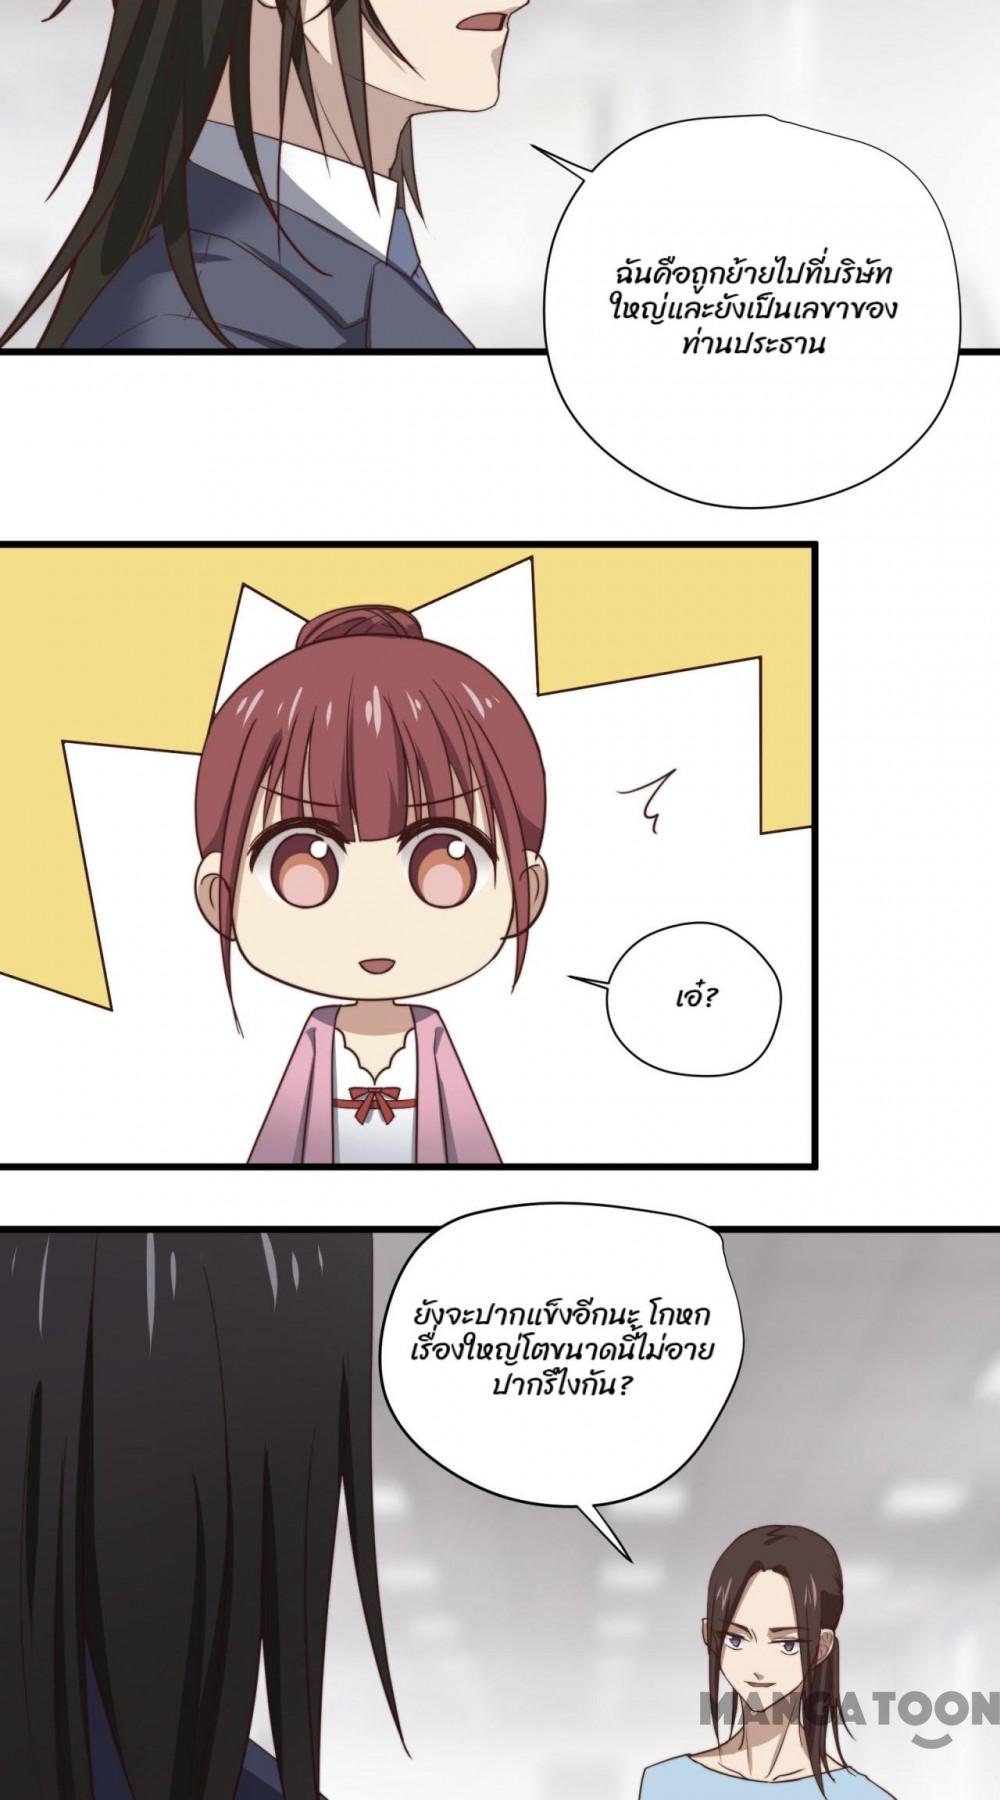 ฉันคือถูกย้ายไปที่บริษัท
ใหญ่และยังเป็นเลขาของ
ท่านประธาน
เอ๋?
ยังจะปากแข็งอีกนะ โกหก
เรื่องใหญ่โตขนาดนี้ไม่อาย
ปากรึไงกัน?
MANGATOON